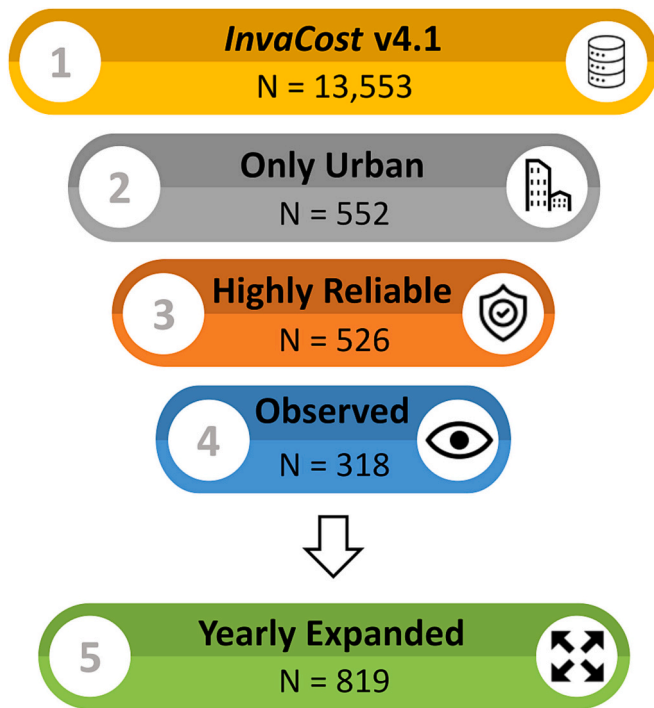 1
InvaCost v4.1
N = 13,553
2
Only Urban
N = 552
3
Highly Reliable
N = 526
4
Observed
N = 318
5
Yearly Expanded
N = 819